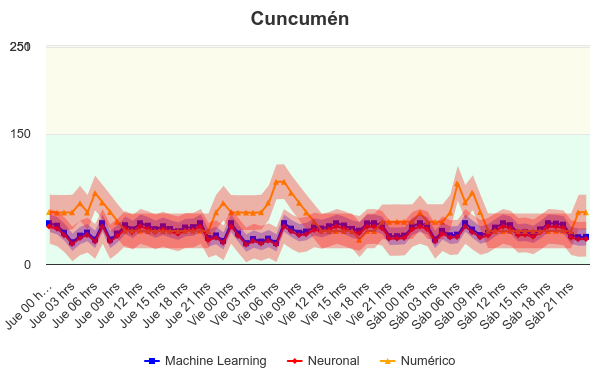 Cuncumén
150
0
Jue 00 h...
Jue 03 hrs
Jue 06 hrs
Jue 09 hrs
Jue 12 hrs
Jue 15 hrs
Jue 18 hrs
Jue 21 hrs
Vie 00 hrs
Vie 03 hrs
Vie 06 hrs
Vie 09 hrs
Vie 12 hrs
Vie 15 hrs
Vie 18 hrs
Vie 21 hrs
Sáb 00 hrs
Sáb 03 hrs
Sáb 06 hrs
Sáb 09 hrs
Sáb 12 hrs
Sáb 15 hrs
Sáb 18 hrs
Sáb 21 hrs
Machine Learning Neuronal Numérico